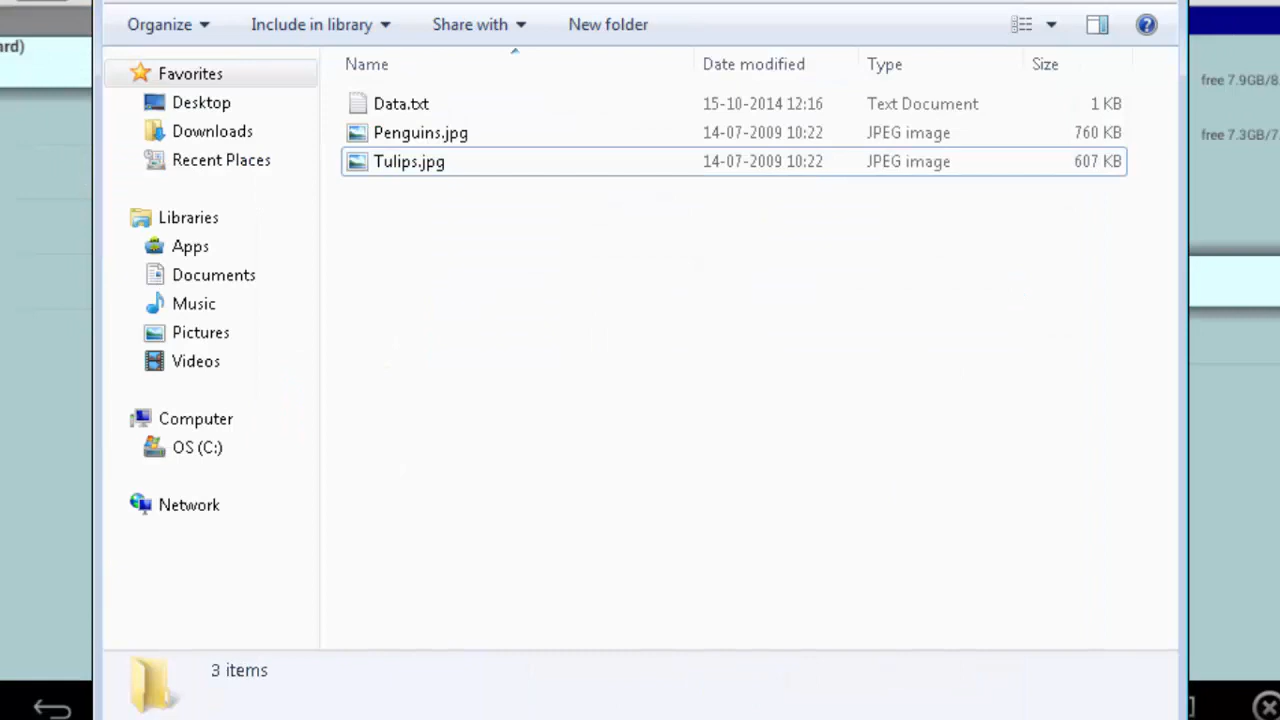 Organize Include in library Share with New folder
ard)
Favorites
Desktop
Downloads
Recent Places
Libraries
Apps
Documents
Music
Pictures
Videos
Computer
OS (C:)
Network
Name Date modified Type Size
Data.txt 15-10-2014 12:16 Text Document 1 KB
Penguins.jpg 14-07-2009 10:22 JPEG image 760 KB
Tulips.jpg 14-07-2009 10:22 JPEG image 607 KB
free 7.9GB/8.
free 7.3GB/7
3 items